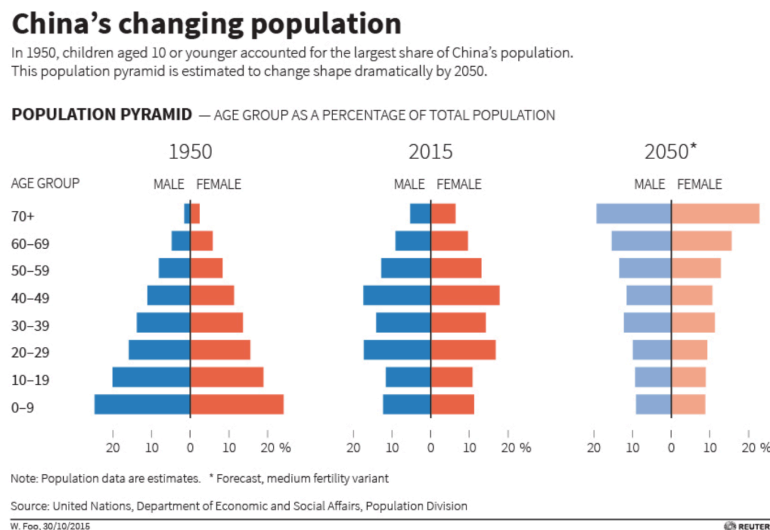 China's changing population
In 1950, children aged 10 or younger accounted for the largest share of China's population.
This population pyramid is estimated to change shape dramatically by 2050.
POPULATION PYRAMID — AGE GROUP AS A PERCENTAGE OF TOTAL POPULATION
1950 2015 2050*
AGE GROUP MALE FEMALE MALE FEMALE MALE FEMALE
70+
60–69
50–59
40–49
30–39
20–29
10–19
0–9
20 10 0 10 20 % 20 10 0 10 20 % 20 10 0 10 20 %
Note: Population data are estimates. * Forecast, medium fertility variant
Source: United Nations, Department of Economic and Social Affairs, Population Division
W. Foo, 30/10/2015 REUTER